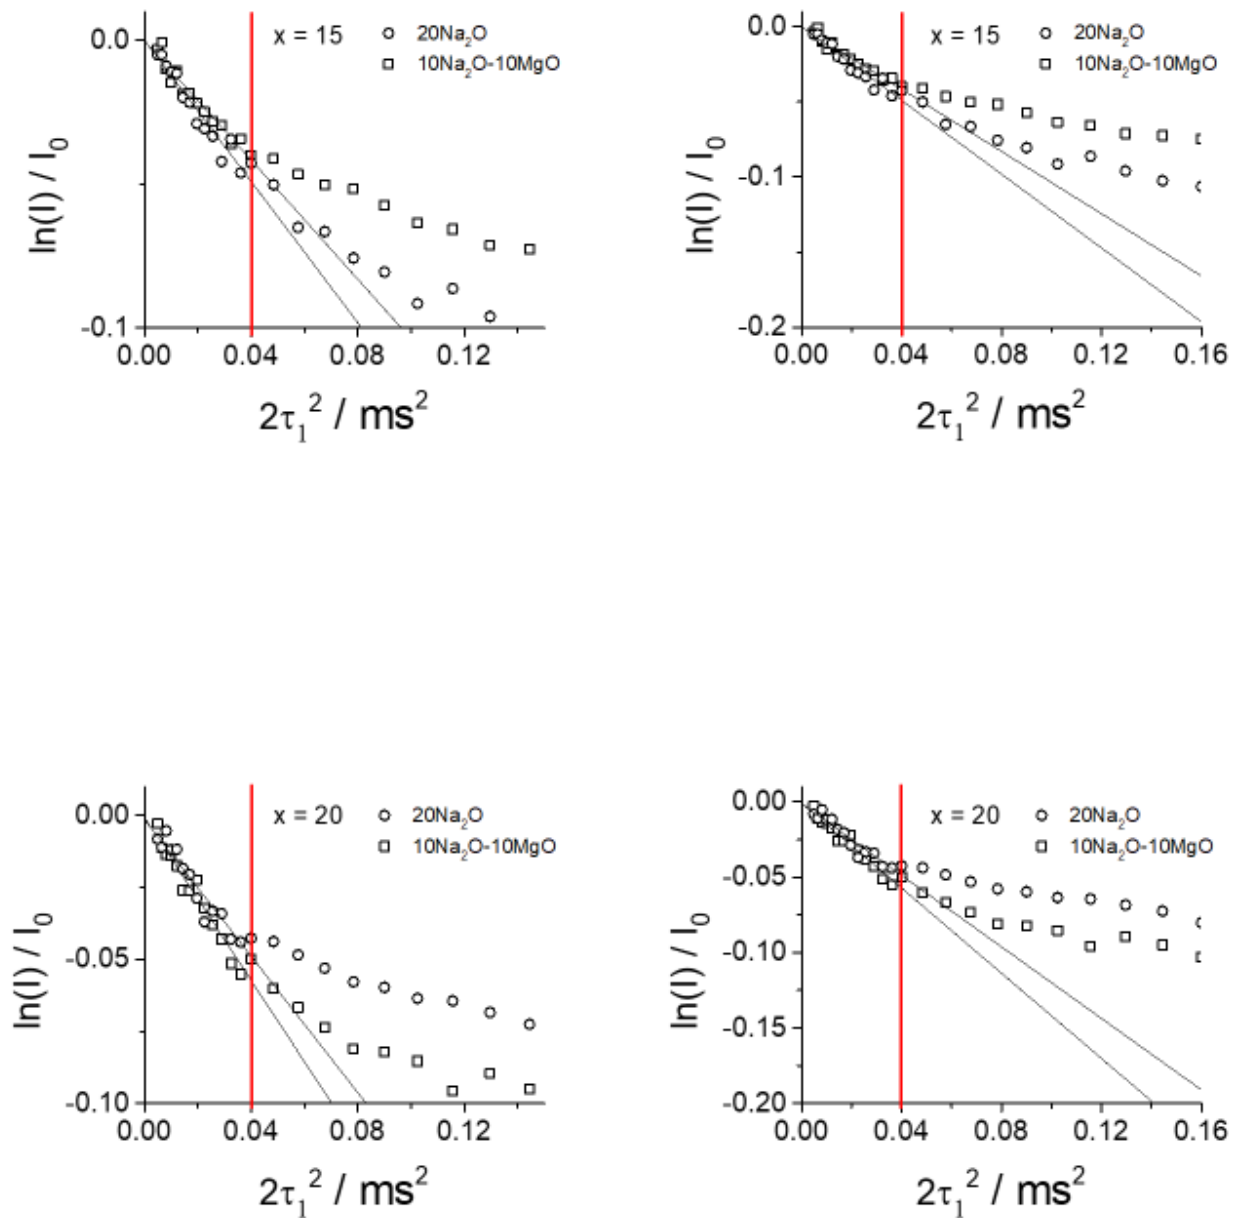 x = 15
20Na₂O
10Na₂O-10MgO
0.0
-0.1
ln(I) / I₀
0.00 0.04 0.08 0.12
2τ₁² / ms²
x = 15
20Na₂O
10Na₂O-10MgO
0.0
-0.1
-0.2
ln(I) / I₀
0.00 0.04 0.08 0.12 0.16
2τ₁² / ms²
x = 20
20Na₂O
10Na₂O-10MgO
0.00
-0.05
-0.10
ln(I) / I₀
0.00 0.04 0.08 0.12
2τ₁² / ms²
x = 20
20Na₂O
10Na₂O-10MgO
0.00
-0.05
-0.10
-0.15
-0.20
ln(I) / I₀
0.00 0.04 0.08 0.12 0.16
2τ₁² / ms²